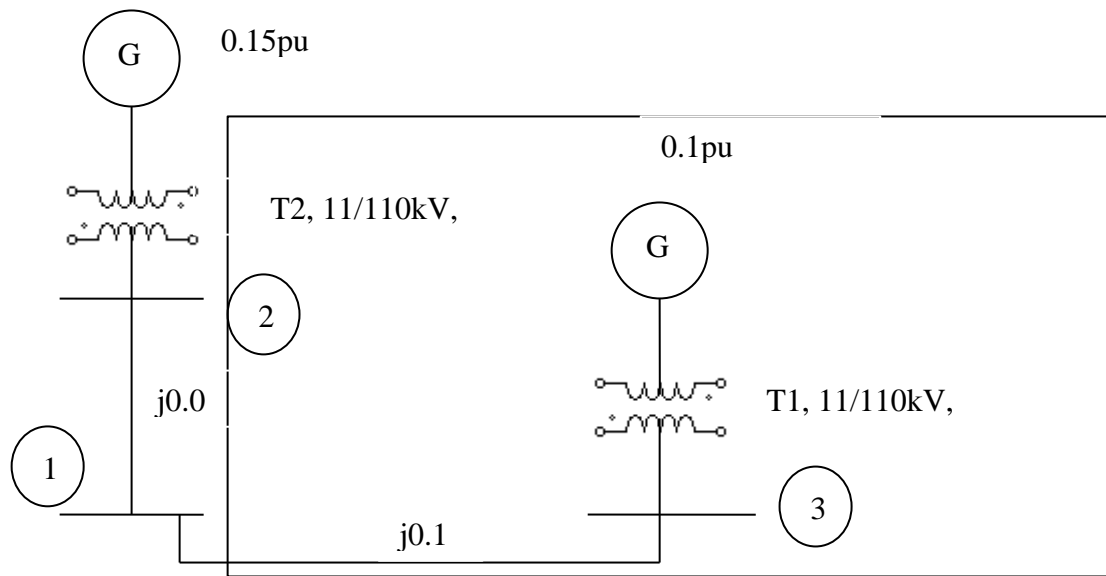 G
0.15pu
0.1pu
T2, 11/110kV,
G
2
j0.0
T1, 11/110kV,
1
3
j0.1